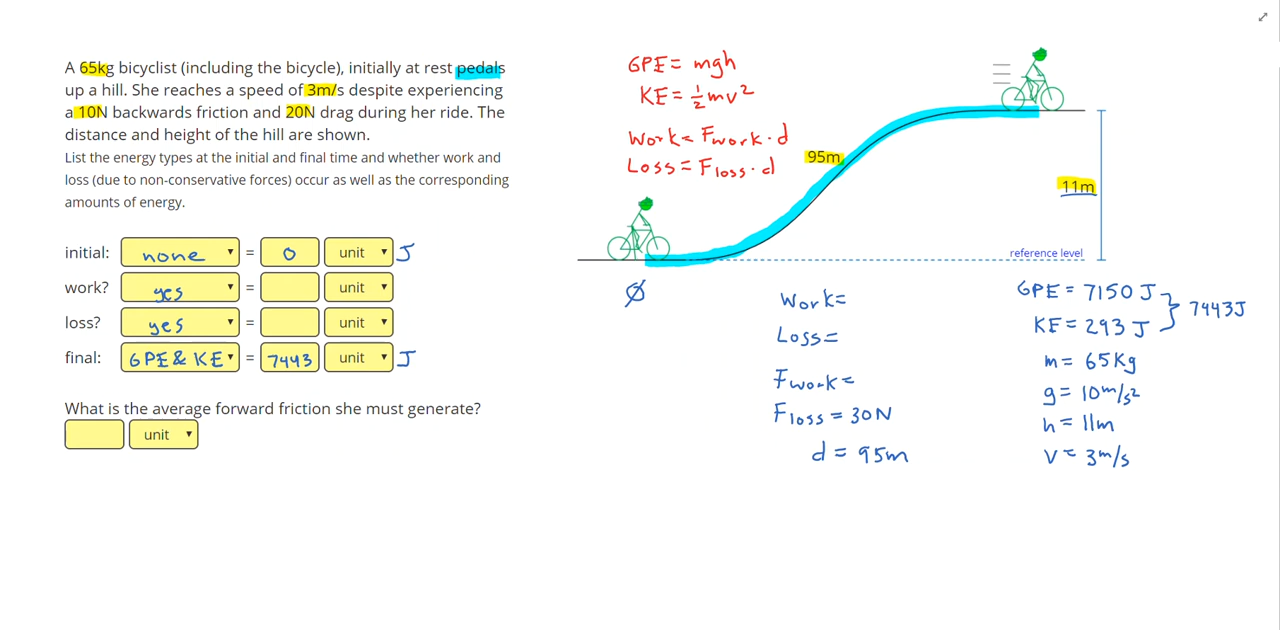 A 65kg bicyclist (including the bicycle), initially at rest pedals
up a hill. She reaches a speed of 3m/s despite experiencing
a 10N backwards friction and 20N drag during her ride. The
distance and height of the hill are shown.
List the energy types at the initial and final time and whether work and
loss (due to non-conservative forces) occur as well as the corresponding
amounts of energy.
initial: none ▾ = 0 unit ▾ J
work? yes ▾ = unit ▾
loss? yes ▾ = unit ▾
final: GPE & KE ▾ = 7443 unit ▾ J
What is the average forward friction she must generate?
unit ▾
GPE = mgh
KE = ½mv²
Work = Fwork · d
Loss = Floss · d
95m
11m
reference level
Ø
Work =
Loss =
Fwork =
Floss = 30N
d = 95m
GPE = 7150 J
KE = 293 J
} 7443J
m = 65Kg
g = 10m/s²
h = 11m
v = 3m/s